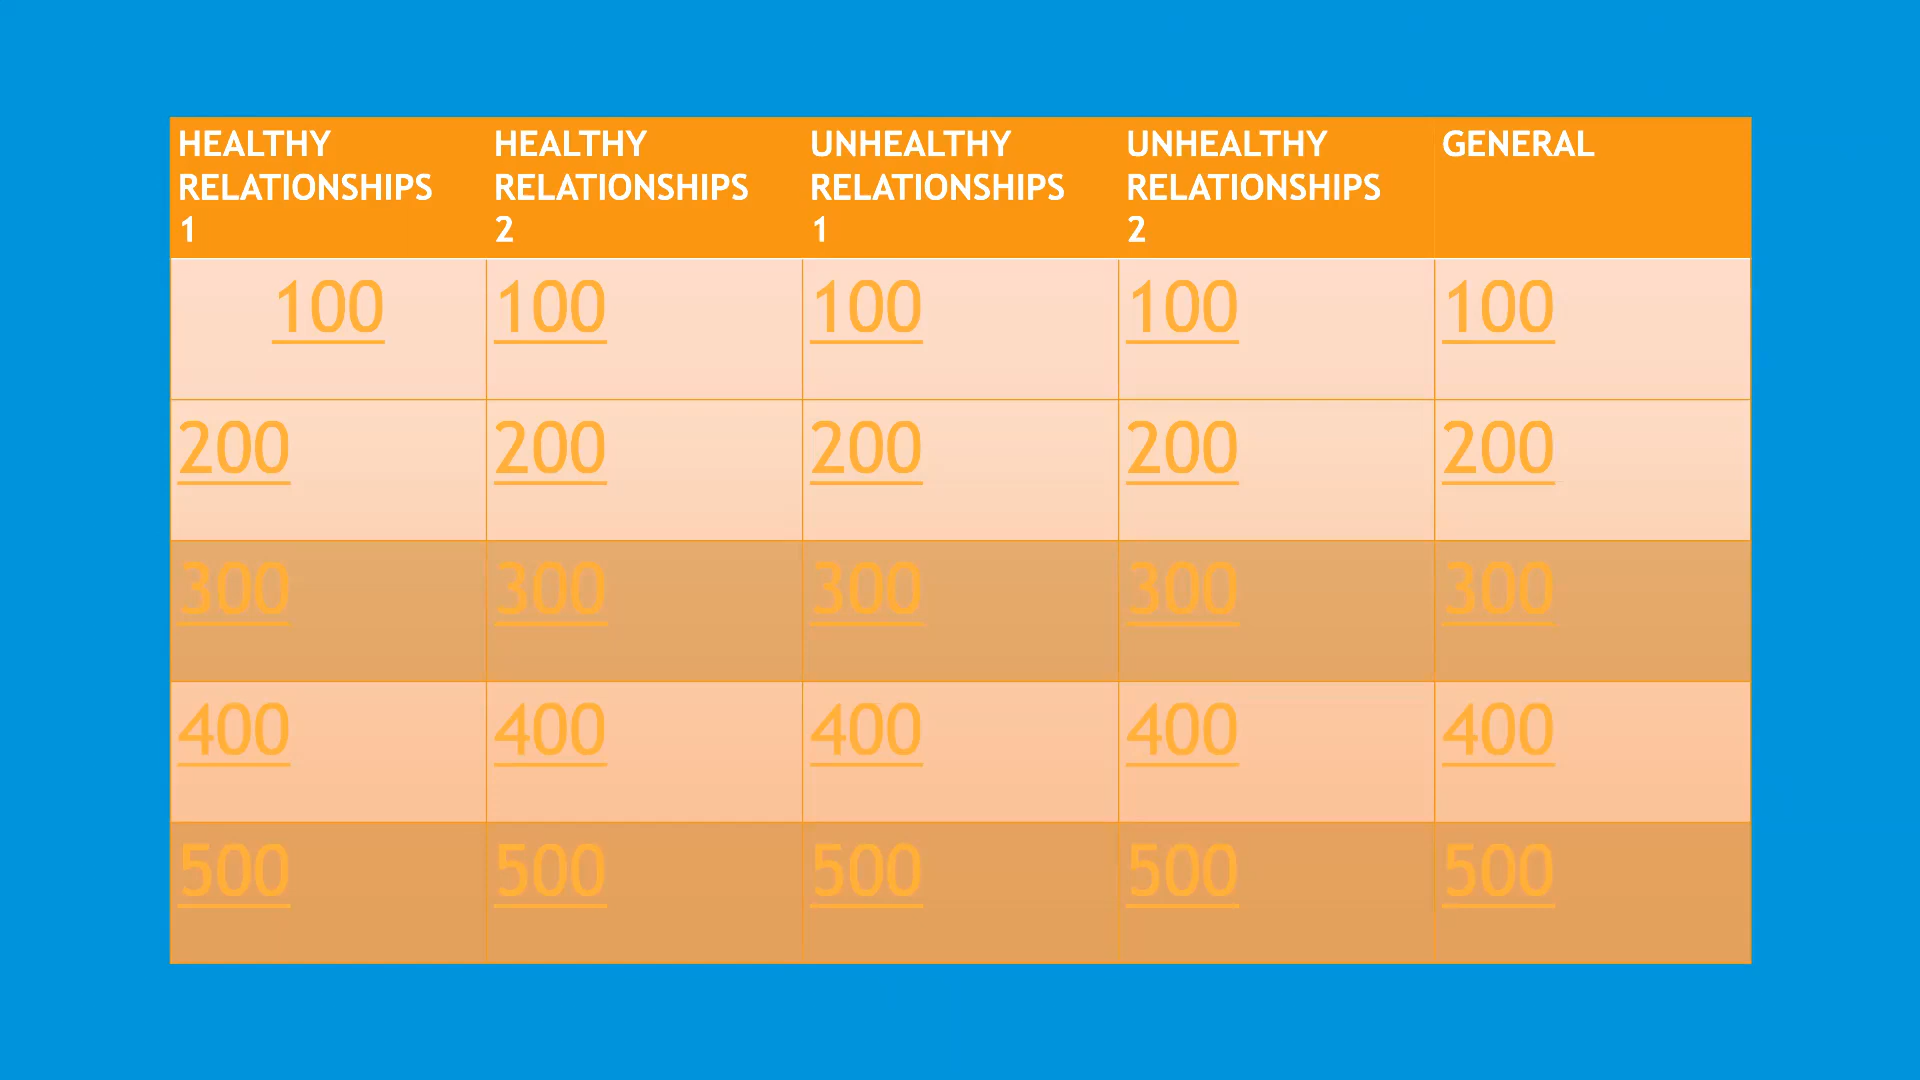 HEALTHY RELATIONSHIPS 1
HEALTHY RELATIONSHIPS 2
UNHEALTHY RELATIONSHIPS 1
UNHEALTHY RELATIONSHIPS 2
GENERAL
100 100 100 100 100
200 200 200 200 200
300 300 300 300 300
400 400 400 400 400
500 500 500 500 500